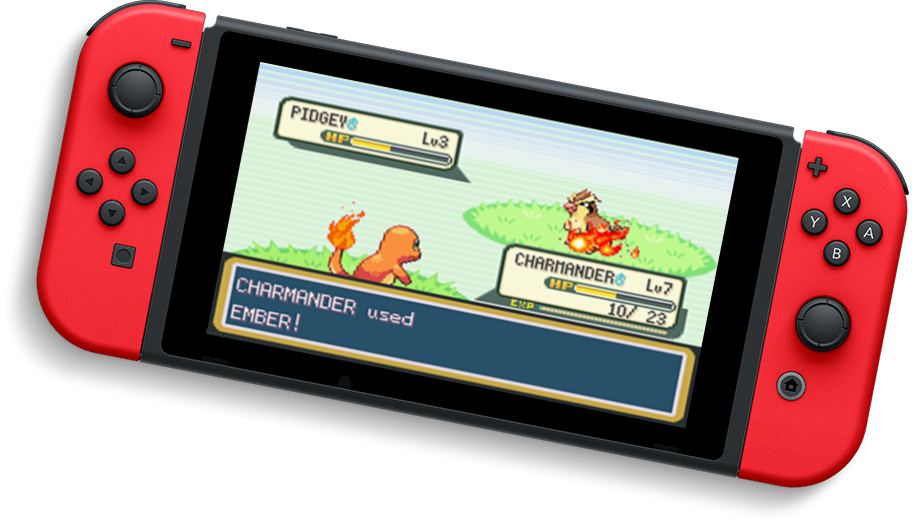 PIDGEY♂ Lv3
HP
CHARMANDER♂ Lv7
HP
10/ 23
EXP
CHARMANDER used
EMBER!
X
Y A
B